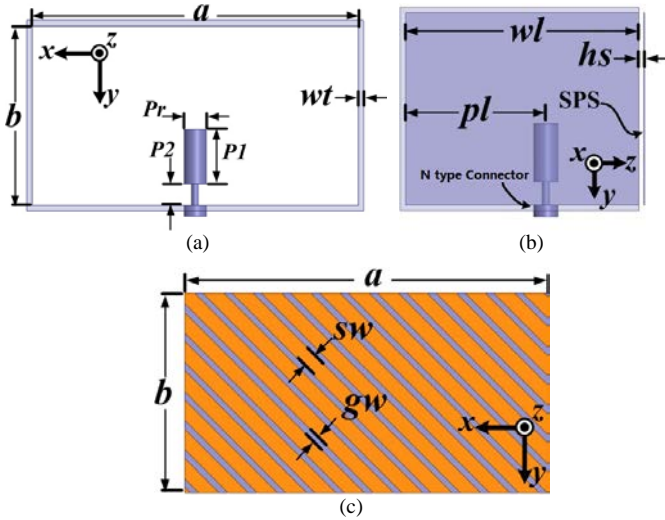 a
b
x
z
y
wt
Pr
P2
P1
(a)
wl
hs
pl
SPS
N type Connector
x
z
y
(b)
a
b
sw
gw
x
z
y
(c)